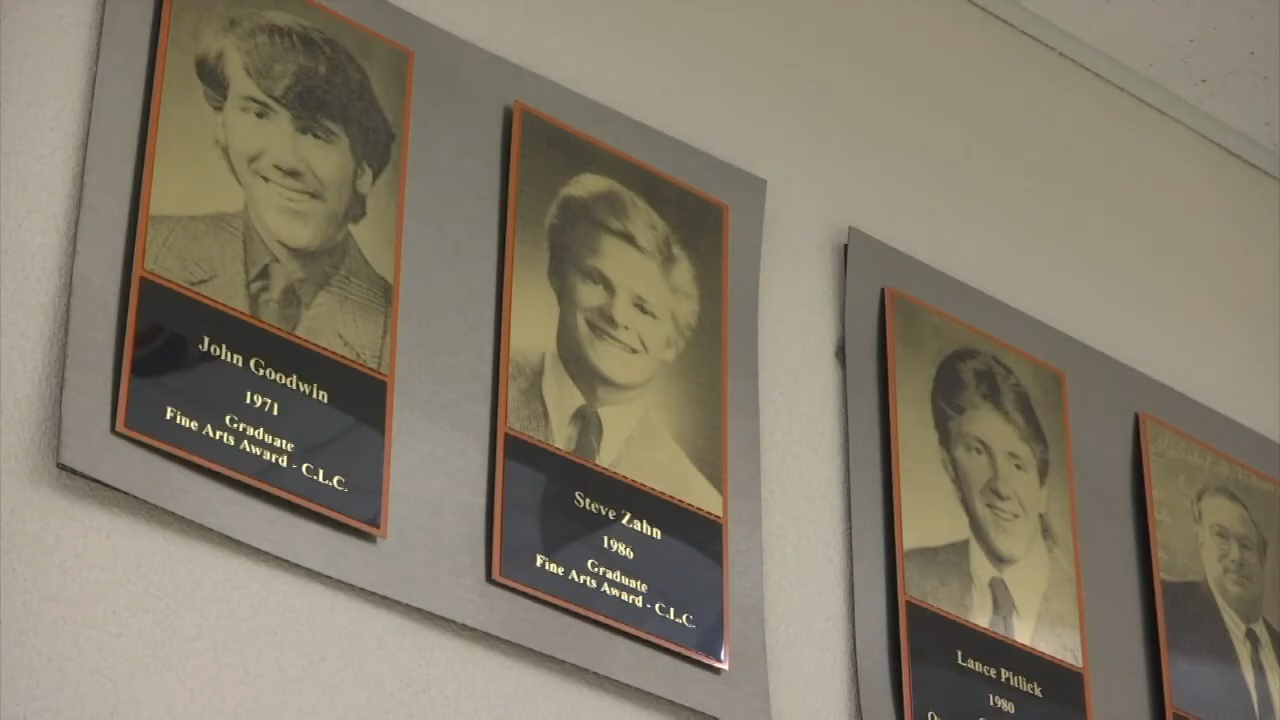 John Goodwin
1971
Graduate
Fine Arts Award - C.L.C.
Steve Zahn
1986
Graduate
Fine Arts Award - C.L.C.
Lance Pitlick
1980